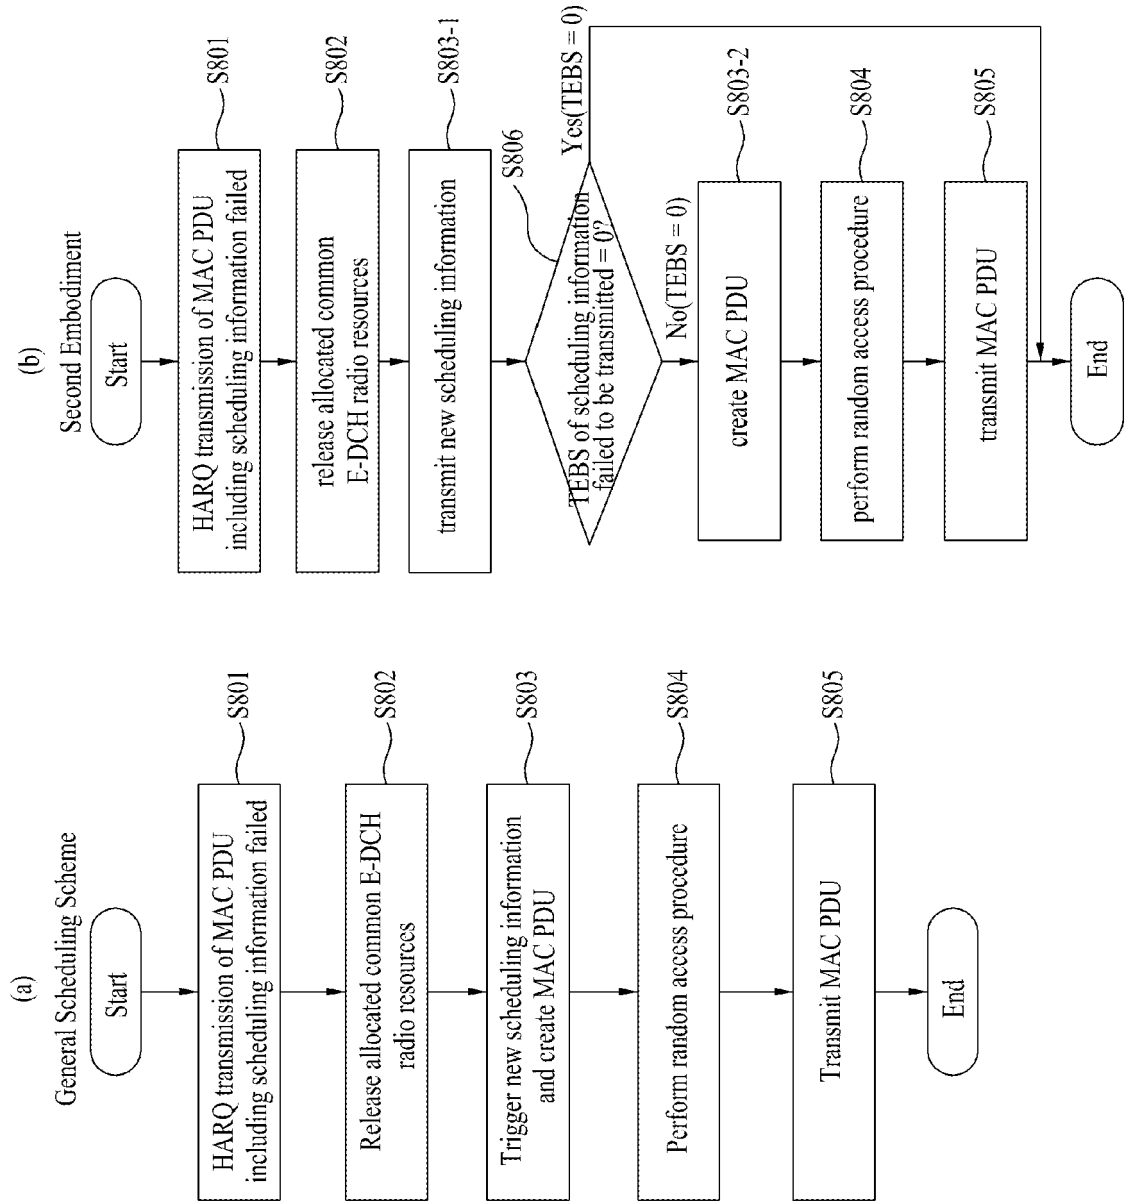 (a)
General Scheduling Scheme
Start
HARQ transmission of MAC PDU
including scheduling information failed
S801
Release allocated common E-DCH
radio resources
S802
Trigger new scheduling information
and create MAC PDU
S803
Perform random access procedure
S804
Transmit MAC PDU
S805
End
(b)
Second Embodiment
Start
HARQ transmission of MAC PDU
including scheduling information failed
S801
release allocated common
E-DCH radio resources
S802
transmit new scheduling information
S803-1
S806
TEBS of scheduling information
failed to be transmitted = 0?
Yes(TEBS = 0)
No(TEBS = 0)
create MAC PDU
S803-2
perform random access procedure
S804
transmit MAC PDU
S805
End